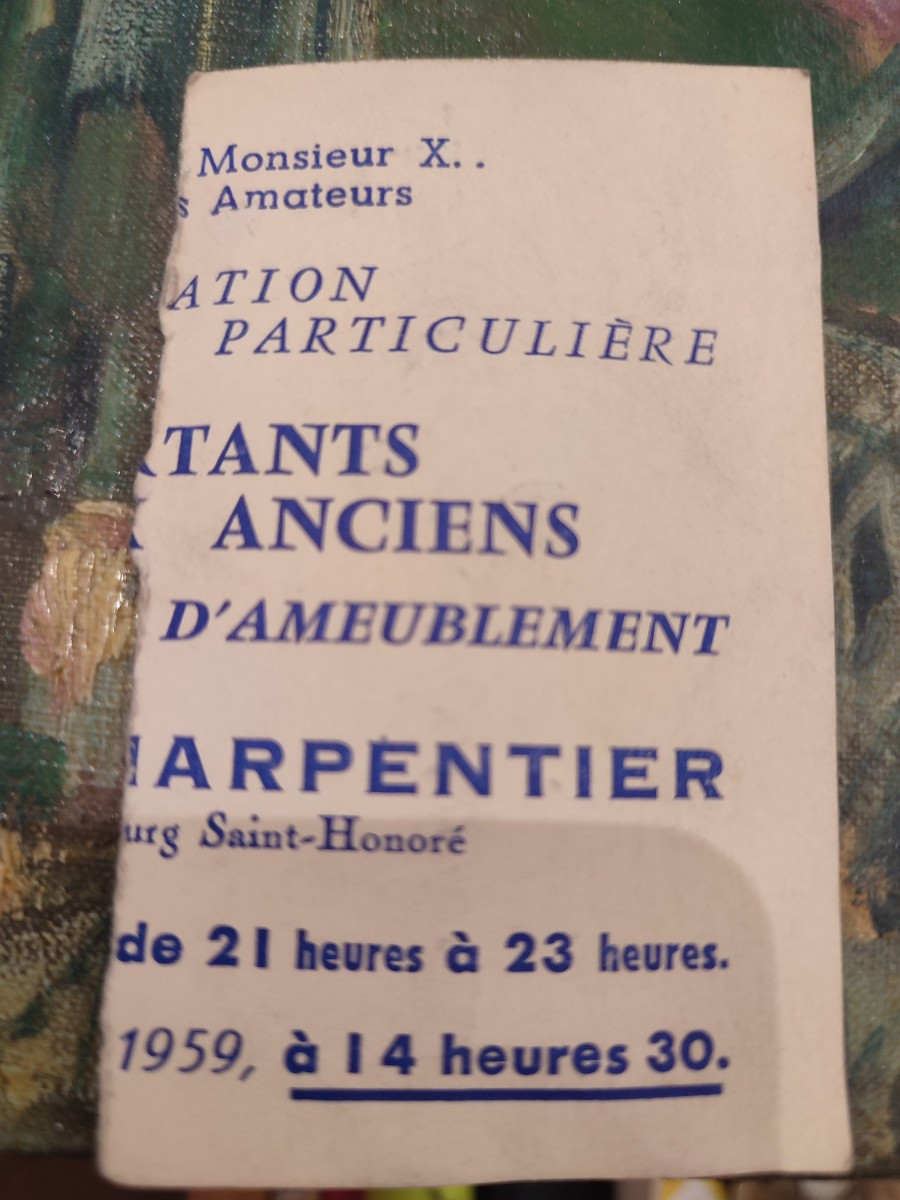 Monsieur X..
s Amateurs
ATION
PARTICULIÈRE
TANTS
ANCIENS
D'AMEUBLEMENT
HARPENTIER
urg Saint-Honoré
de 21 heures à 23 heures.
1959, à 14 heures 30.